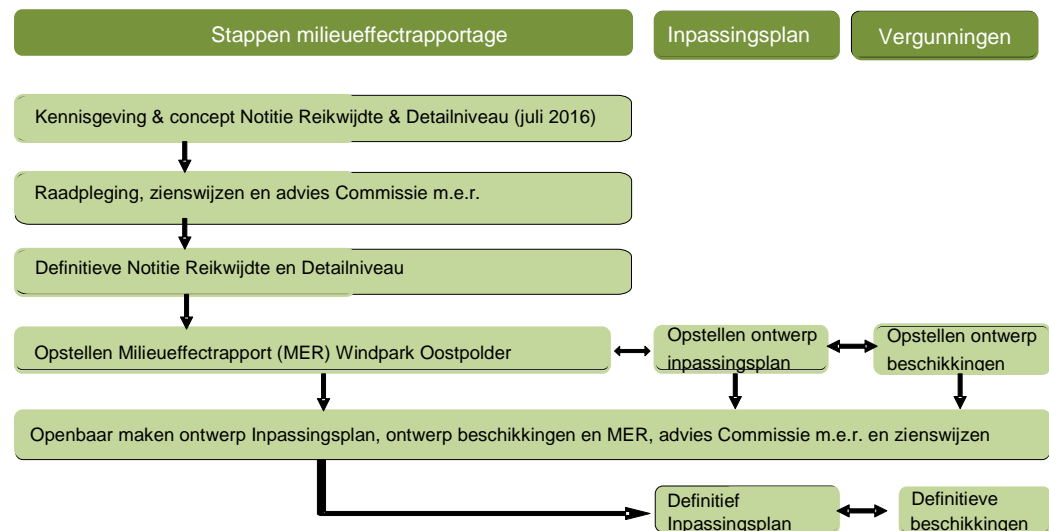 Stappen milieueffectrapportage
Inpassingsplan
Vergunningen
Kennisgeving & concept Notitie Reikwijdte & Detailniveau (juli 2016)
Raadpleging, zienswijzen en advies Commissie m.e.r.
Definitieve Notitie Reikwijdte en Detailniveau
Opstellen Milieueffectrapport (MER) Windpark Oostpolder
Opstellen ontwerp
inpassingsplan
Opstellen ontwerp
beschikkingen
Openbaar maken ontwerp Inpassingsplan, ontwerp beschikkingen en MER, advies Commissie m.e.r. en zienswijzen
Definitief
Inpassingsplan
Definitieve
beschikkingen